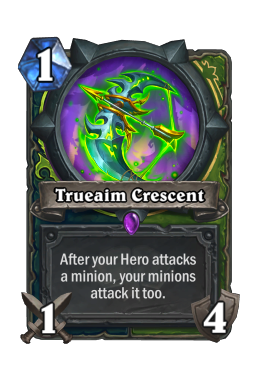 1
Trueaim Crescent
After your Hero attacks
a minion, your minions
attack it too.
1
4